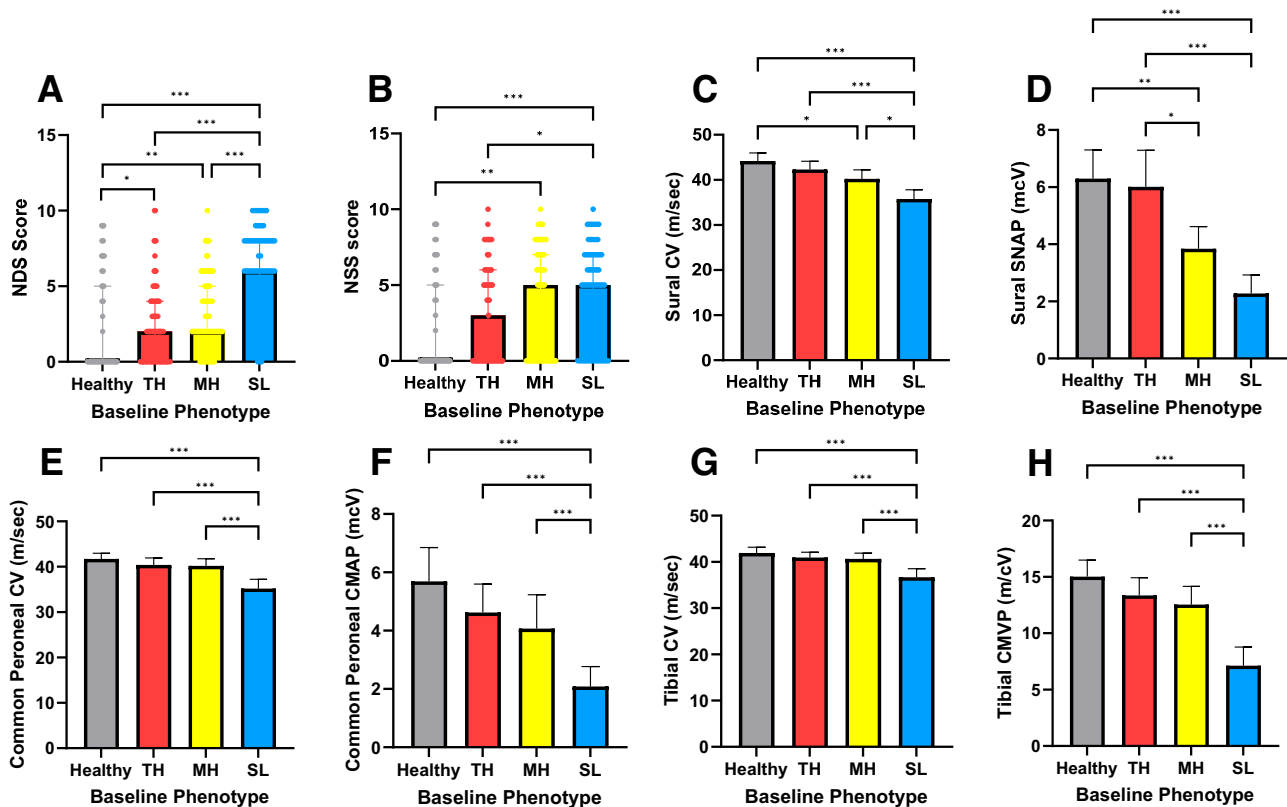 A
***
***
**
***
*
15
10
5
0
NDS Score
Healthy TH MH SL
Baseline Phenotype
B
***
*
**
15
10
5
0
NSS score
Healthy TH MH SL
Baseline Phenotype
C
***
***
*
*
50
40
30
20
10
0
Sural CV (m/sec)
Healthy TH MH SL
Baseline Phenotype
D
***
***
**
*
8
6
4
2
0
Sural SNAP (mcV)
Healthy TH MH SL
Baseline Phenotype
E
***
***
***
50
40
30
20
10
0
Common Peroneal CV (m/sec)
Healthy TH MH SL
Baseline Phenotype
F
***
***
***
8
6
4
2
0
Common Peroneal CMAP (mcV)
Healthy TH MH SL
Baseline Phenotype
G
***
***
***
50
40
30
20
10
0
Tibial CV (m/sec)
Healthy TH MH SL
Baseline Phenotype
H
***
***
***
20
15
10
5
0
Tibial CMVP (m/cV)
Healthy TH MH SL
Baseline Phenotype